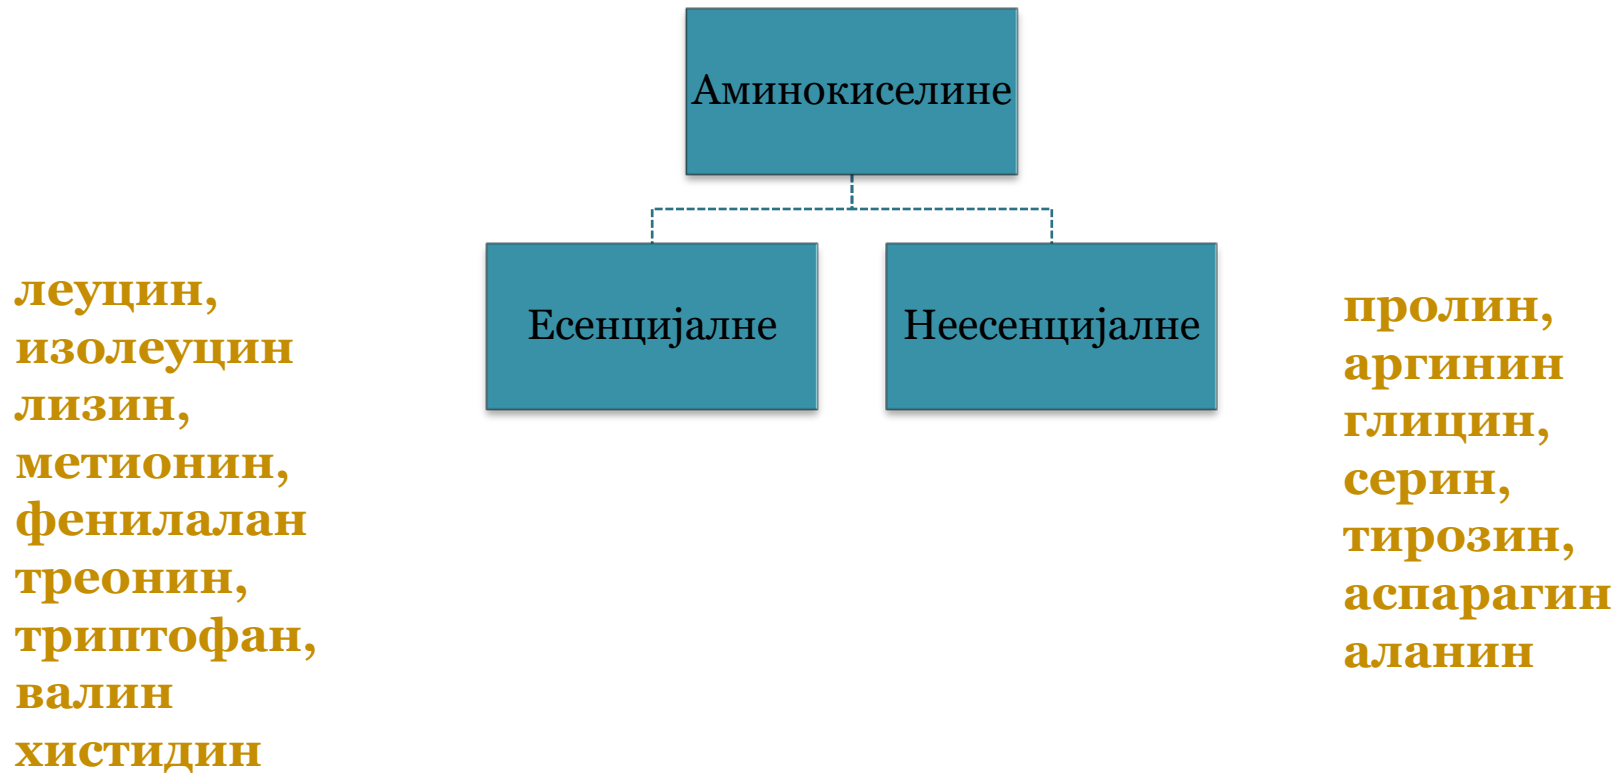 Аминокиселине
Есенцијалне
Неесенцијалне
леуцин,
изолеуцин
лизин,
метионин,
фенилалан
треонин,
триптофан,
валин
хистидин
пролин,
аргинин
глицин,
серин,
тирозин,
аспарагин
аланин